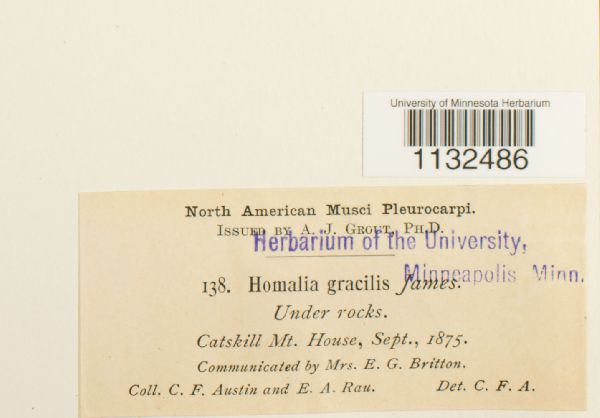 University of Minnesota Herbarium
1132486
North American Musci Pleurocarpi.
Issued by A. J. Grout, Ph.D.
Herbarium of the University,
Minneapolis Minn.
138. Homalia gracilis James.
Under rocks.
Catskill Mt. House, Sept., 1875.
Communicated by Mrs. E. G. Britton.
Coll. C. F. Austin and E. A. Rau. Det. C. F. A.